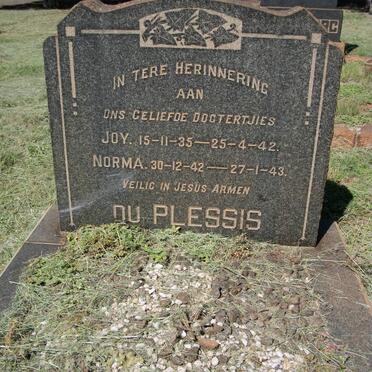 IN TERE HERINNERING
AAN
ONS GELIEFDE DOGTERTJIES
JOY. 15-11-35 — 25-4-42.
NORMA. 30-12-42 — 27-1-43.
VEILIG IN JESUS ARMEN
DU PLESSIS